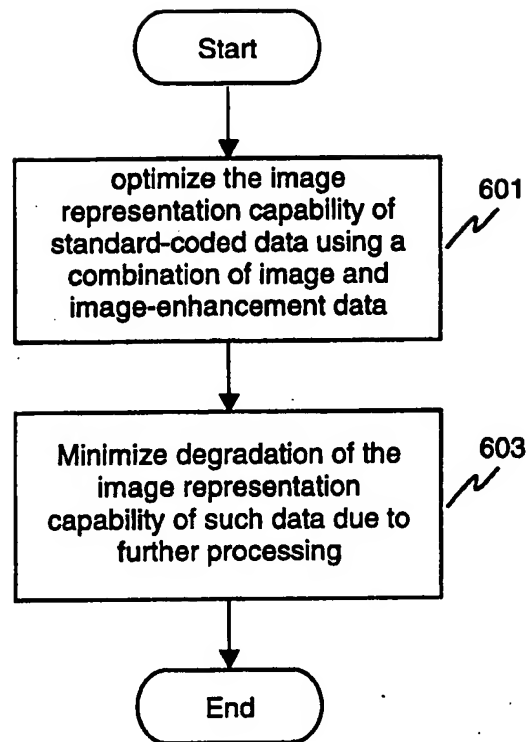 Start
optimize the image
representation capability of
standard-coded data using a
combination of image and
image-enhancement data
601
Minimize degradation of the
image representation
capability of such data due to
further processing
603
End